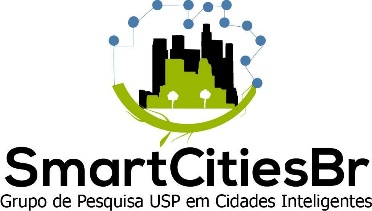 SmartCitiesBr
Grupo de Pesquisa USP em Cidades Inteligentes